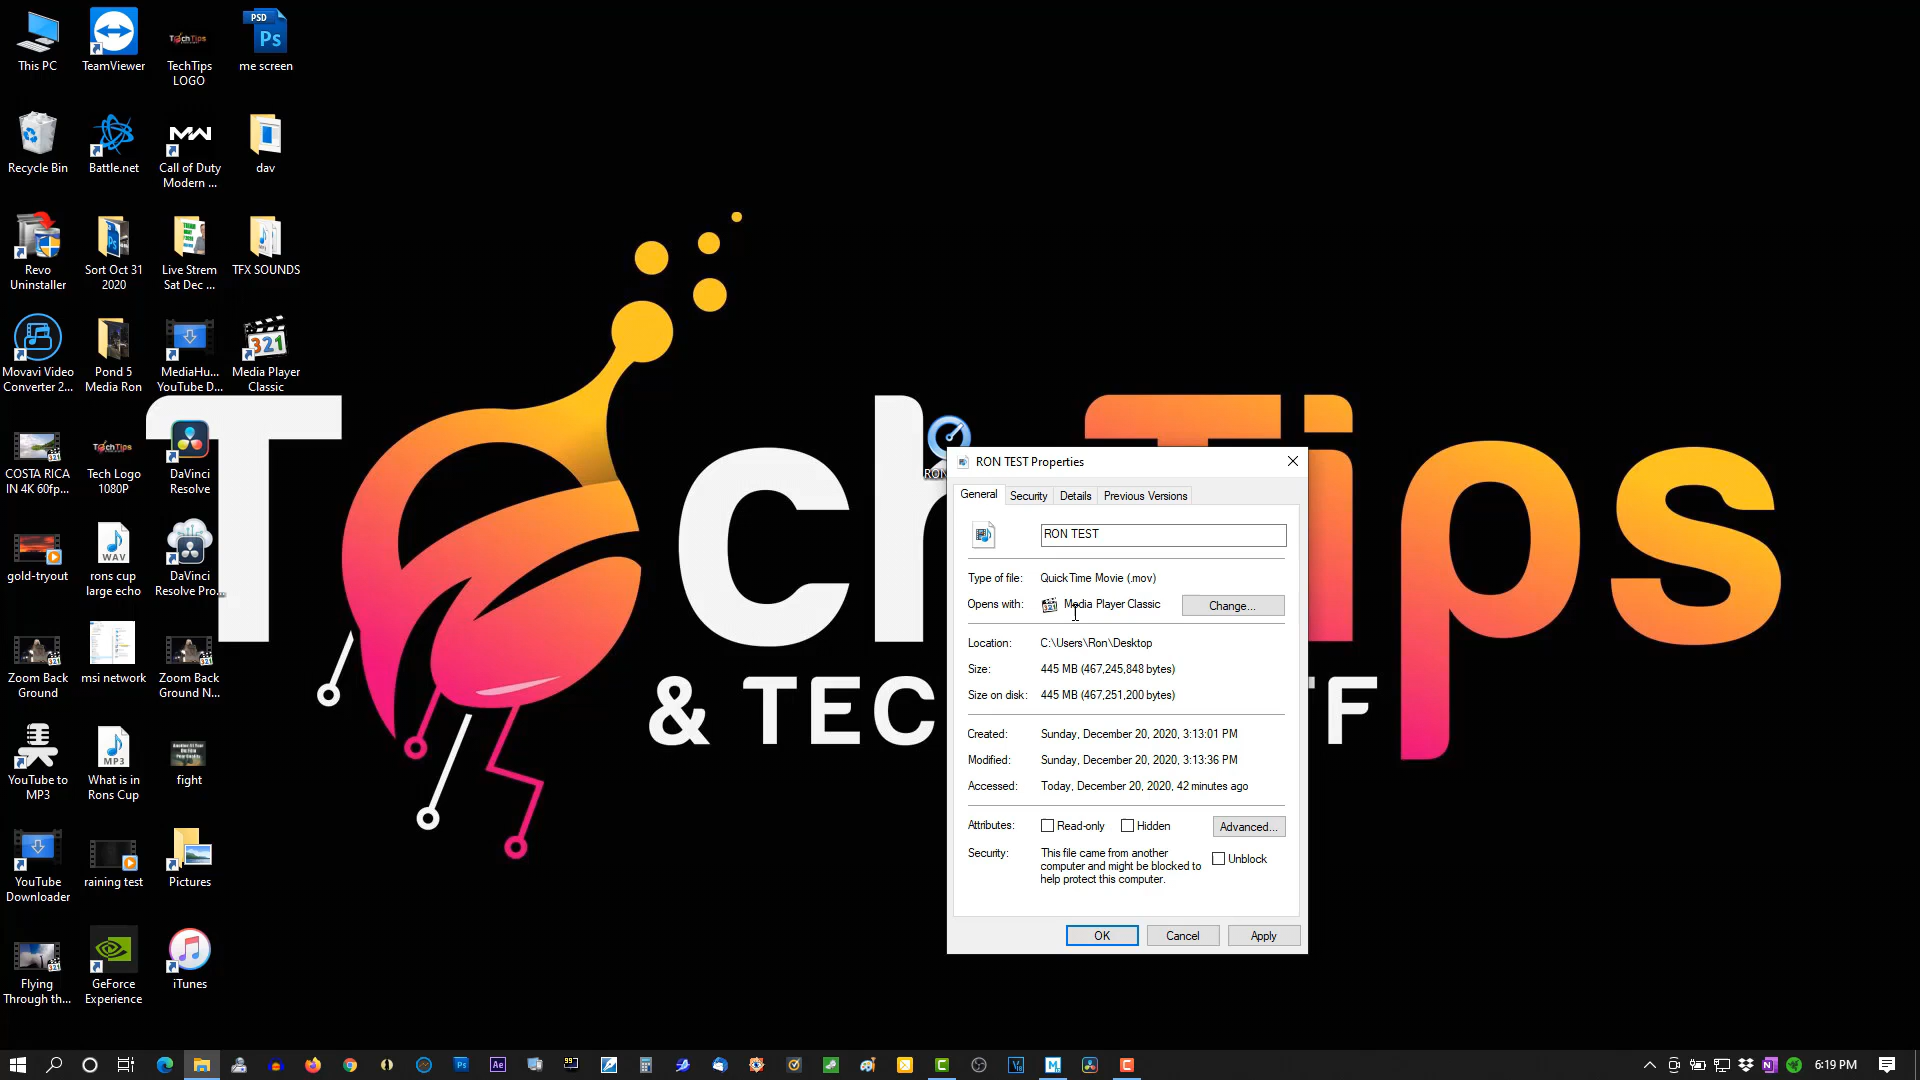 This PC
TeamViewer
TechTips
LOGO
PSD
Ps
me screen
Recycle Bin
Battle.net
MW
Call of Duty
Modern ...
dav
Revo
Uninstaller
Sort Oct 31
2020
Live Strem
Sat Dec ...
TFX SOUNDS
Movavi Video
Converter 2...
Pond 5
Media Ron
MediaHu...
YouTube D...
321
Media Player
Classic
COSTA RICA
IN 4K 60fp...
TechTips
Tech Logo
1080P
DaVinci
Resolve
gold-tryout
WAV
rons cup
large echo
DaVinci
Resolve Pro...
Zoom Back
Ground
msi network
Zoom Back
Ground N...
YouTube to
MP3
MP3
What is in
Rons Cup
fight
YouTube
Downloader
raining test
Pictures
Flying
Through th...
GeForce
Experience
iTunes
RON
RON TEST Properties
General
Security
Details
Previous Versions
RON TEST
Type of file: QuickTime Movie (.mov)
Opens with: Media Player Classic
Change...
Location: C:\Users\Ron\Desktop
Size: 445 MB (467,245,848 bytes)
Size on disk: 445 MB (467,251,200 bytes)
Created: Sunday, December 20, 2020, 3:13:01 PM
Modified: Sunday, December 20, 2020, 3:13:36 PM
Accessed: Today, December 20, 2020, 42 minutes ago
Attributes: Read-only Hidden
Advanced...
Security: This file came from another
computer and might be blocked to
help protect this computer.
Unblock
OK
Cancel
Apply
Tech Tips
& TEC TF
6:19 PM